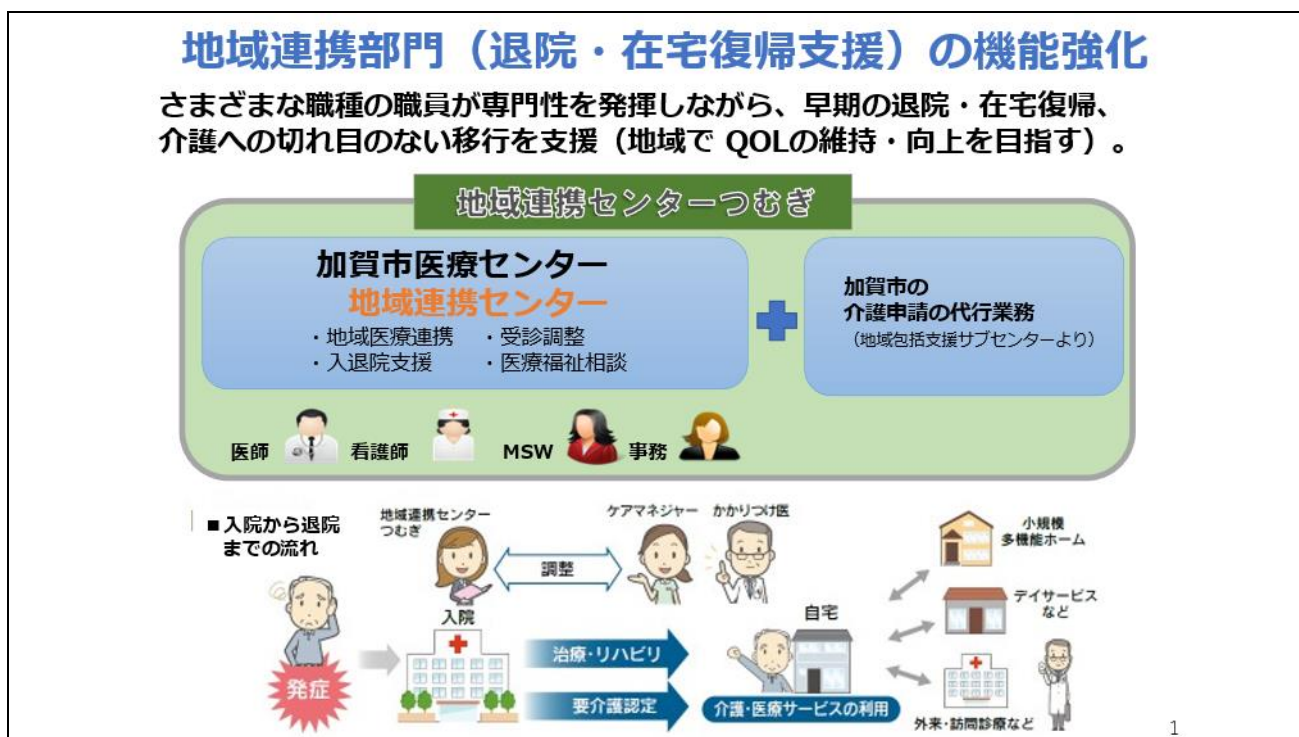 地域連携部門（退院・在宅復帰支援）の機能強化
さまざまな職種の職員が専門性を発揮しながら、早期の退院・在宅復帰、
介護への切れ目のない移行を支援（地域で QOLの維持・向上を目指す）。
地域連携センターつむぎ
加賀市医療センター
地域連携センター
・地域医療連携 ・受診調整
・入退院支援 ・医療福祉相談
加賀市の
介護申請の代行業務
（地域包括支援サブセンターより）
医師 看護師 MSW 事務
■入院から退院
までの流れ
地域連携センター
つむぎ
調整
ケアマネジャー かかりつけ医
発症
入院
治療・リハビリ
要介護認定
自宅
介護・医療サービスの利用
小規模
多機能ホーム
デイサービス
など
外来・訪問診療など
1